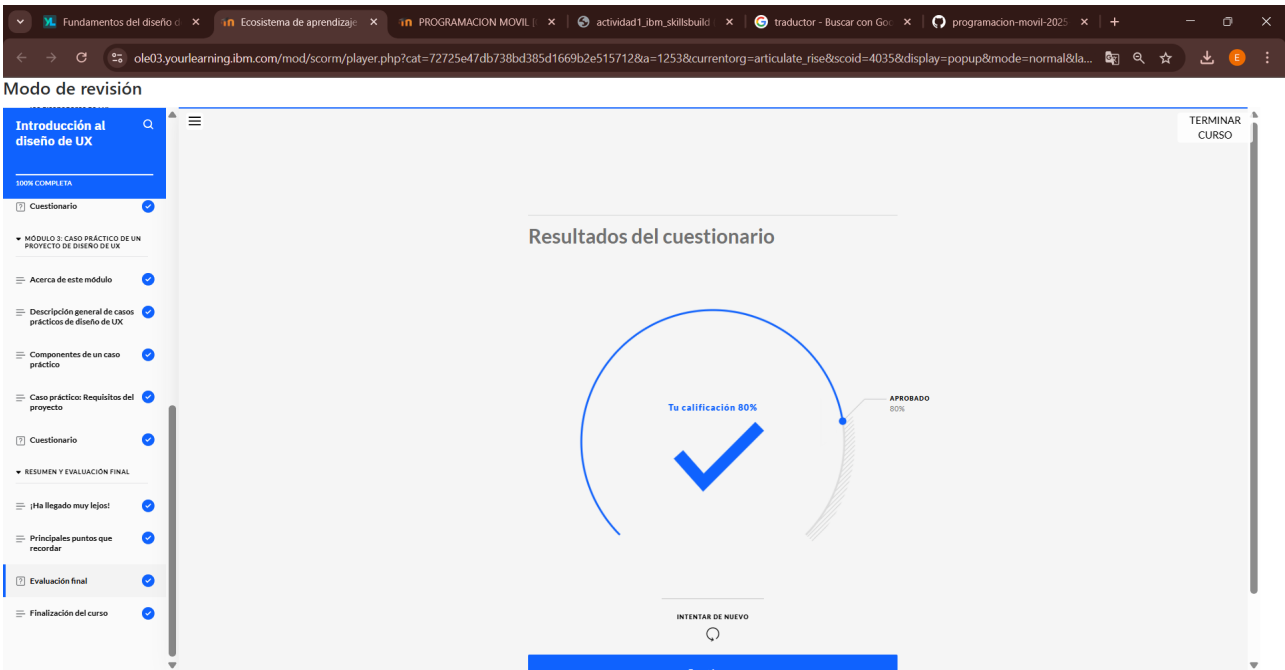 Fundamentos del diseño d
Ecosistema de aprendizaje
PROGRAMACION MOVIL [
actividad1_ibm_skillsbuild
traductor - Buscar con Goo
programacion-movil-2025
ole03.yourlearning.ibm.com/mod/scorm/player.php?cat=72725e47db738bd385d1669b2e515712&a=1253&currentorg=articulate_rise&scoid=4035&display=popup&mode=normal&la...
E
Modo de revisión
Introducción al
diseño de UX
100% COMPLETA
Cuestionario
MÓDULO 3: CASO PRÁCTICO DE UN
PROYECTO DE DISEÑO DE UX
Acerca de este módulo
Descripción general de casos
prácticos de diseño de UX
Componentes de un caso
práctico
Caso práctico: Requisitos del
proyecto
Cuestionario
RESUMEN Y EVALUACIÓN FINAL
¡Ha llegado muy lejos!
Principales puntos que
recordar
Evaluación final
Finalización del curso
TERMINAR
CURSO
Resultados del cuestionario
Tu calificación 80%
APROBADO
80%
INTENTAR DE NUEVO